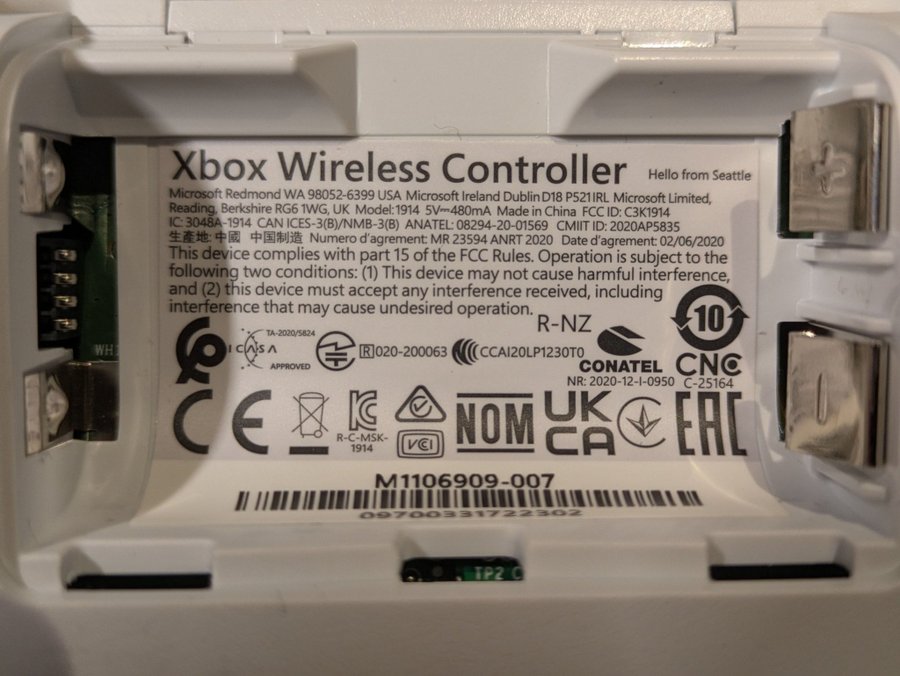 Xbox Wireless Controller Hello from Seattle
Microsoft Redmond WA 98052-6399 USA Microsoft Ireland Dublin D18 P521IRL Microsoft Limited,
Reading, Berkshire RG6 1WG, UK Model:1914 5V⎓480mA Made in China FCC ID: C3K1914
IC: 3048A-1914 CAN ICES-3(B)/NMB-3(B) ANATEL: 08294-20-01569 CMIIT ID: 2020AP5835
生産地: 中國 中国制造 Numero d'agrément: MR 23594 ANRT 2020 Date d'agrement: 02/06/2020
This device complies with part 15 of the FCC Rules. Operation is subject to the
following two conditions: (1) This device may not cause harmful interference,
and (2) this device must accept any interference received, including
interference that may cause undesired operation.
R-NZ
10
TA-2020/5824
ICASA
APPROVED
R 020-200063
CCAI20LP1230T0
CONATEL
NR: 2020-12-I-0950
CNC
C-25164
CE
KC
R-C-MSK-
1914
VCI
NOM
UK
CA
EAC
M1106909-007
09700331722302
TP2 C
WH1
+
-